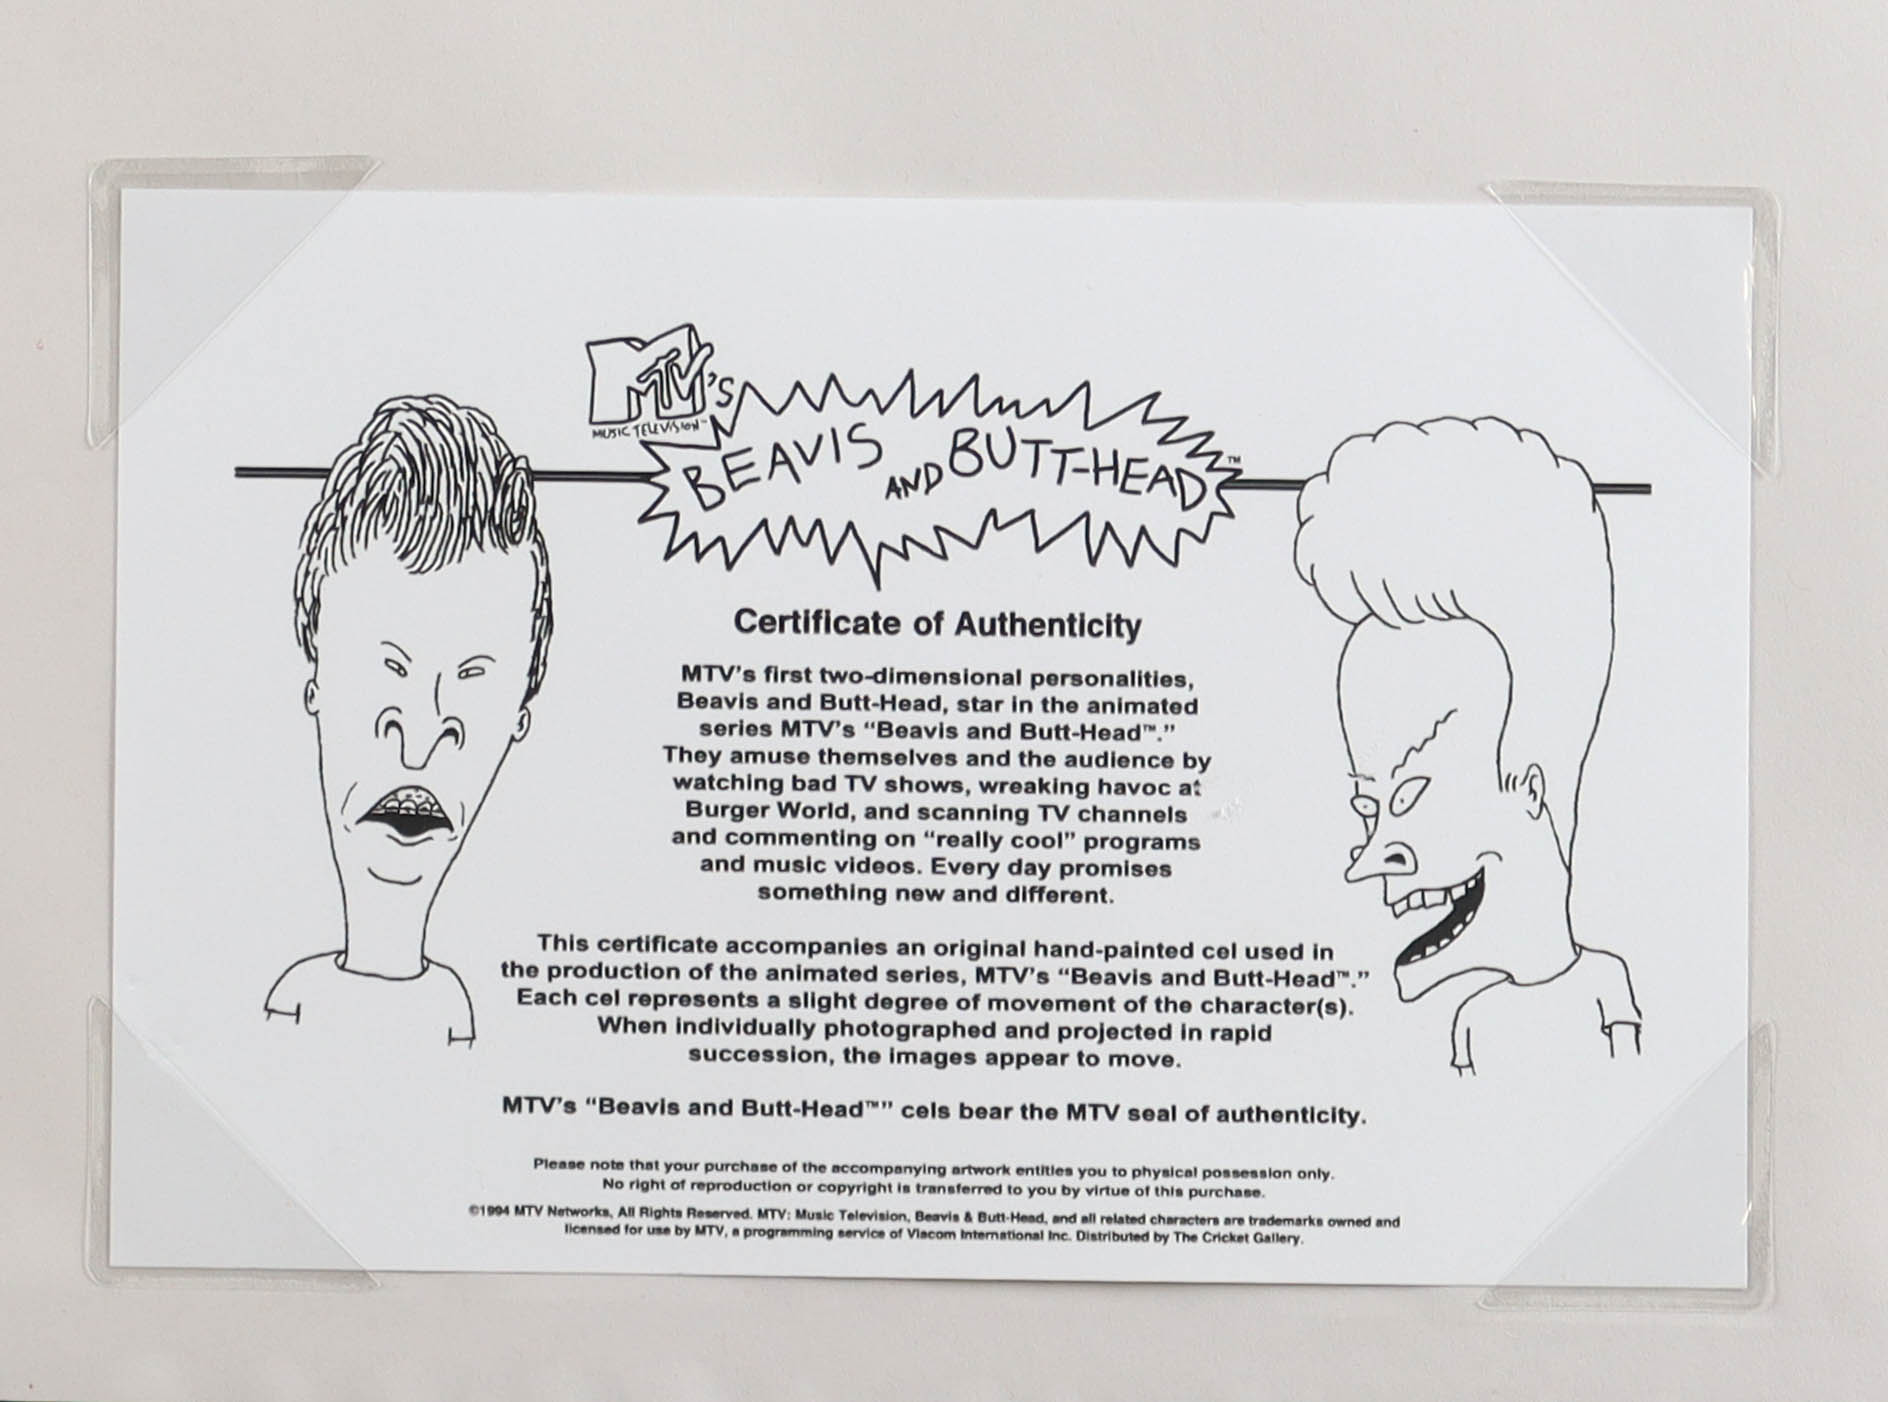 MTV's
MUSIC TELEVISION™
BEAVIS AND BUTT-HEAD™
Certificate of Authenticity
MTV's first two-dimensional personalities,
Beavis and Butt-Head, star in the animated
series MTV's “Beavis and Butt-Head™.”
They amuse themselves and the audience by
watching bad TV shows, wreaking havoc at
Burger World, and scanning TV channels
and commenting on “really cool” programs
and music videos. Every day promises
something new and different.
This certificate accompanies an original hand-painted cel used in
the production of the animated series, MTV's “Beavis and Butt-Head™.”
Each cel represents a slight degree of movement of the character(s).
When individually photographed and projected in rapid
succession, the images appear to move.
MTV's “Beavis and Butt-Head™” cels bear the MTV seal of authenticity.
Please note that your purchase of the accompanying artwork entitles you to physical possession only.
No right of reproduction or copyright is transferred to you by virtue of this purchase.
©1994 MTV Networks, All Rights Reserved. MTV: Music Television, Beavis & Butt-Head, and all related characters are trademarks owned and
licensed for use by MTV, a programming service of Viacom International Inc. Distributed by The Cricket Gallery.